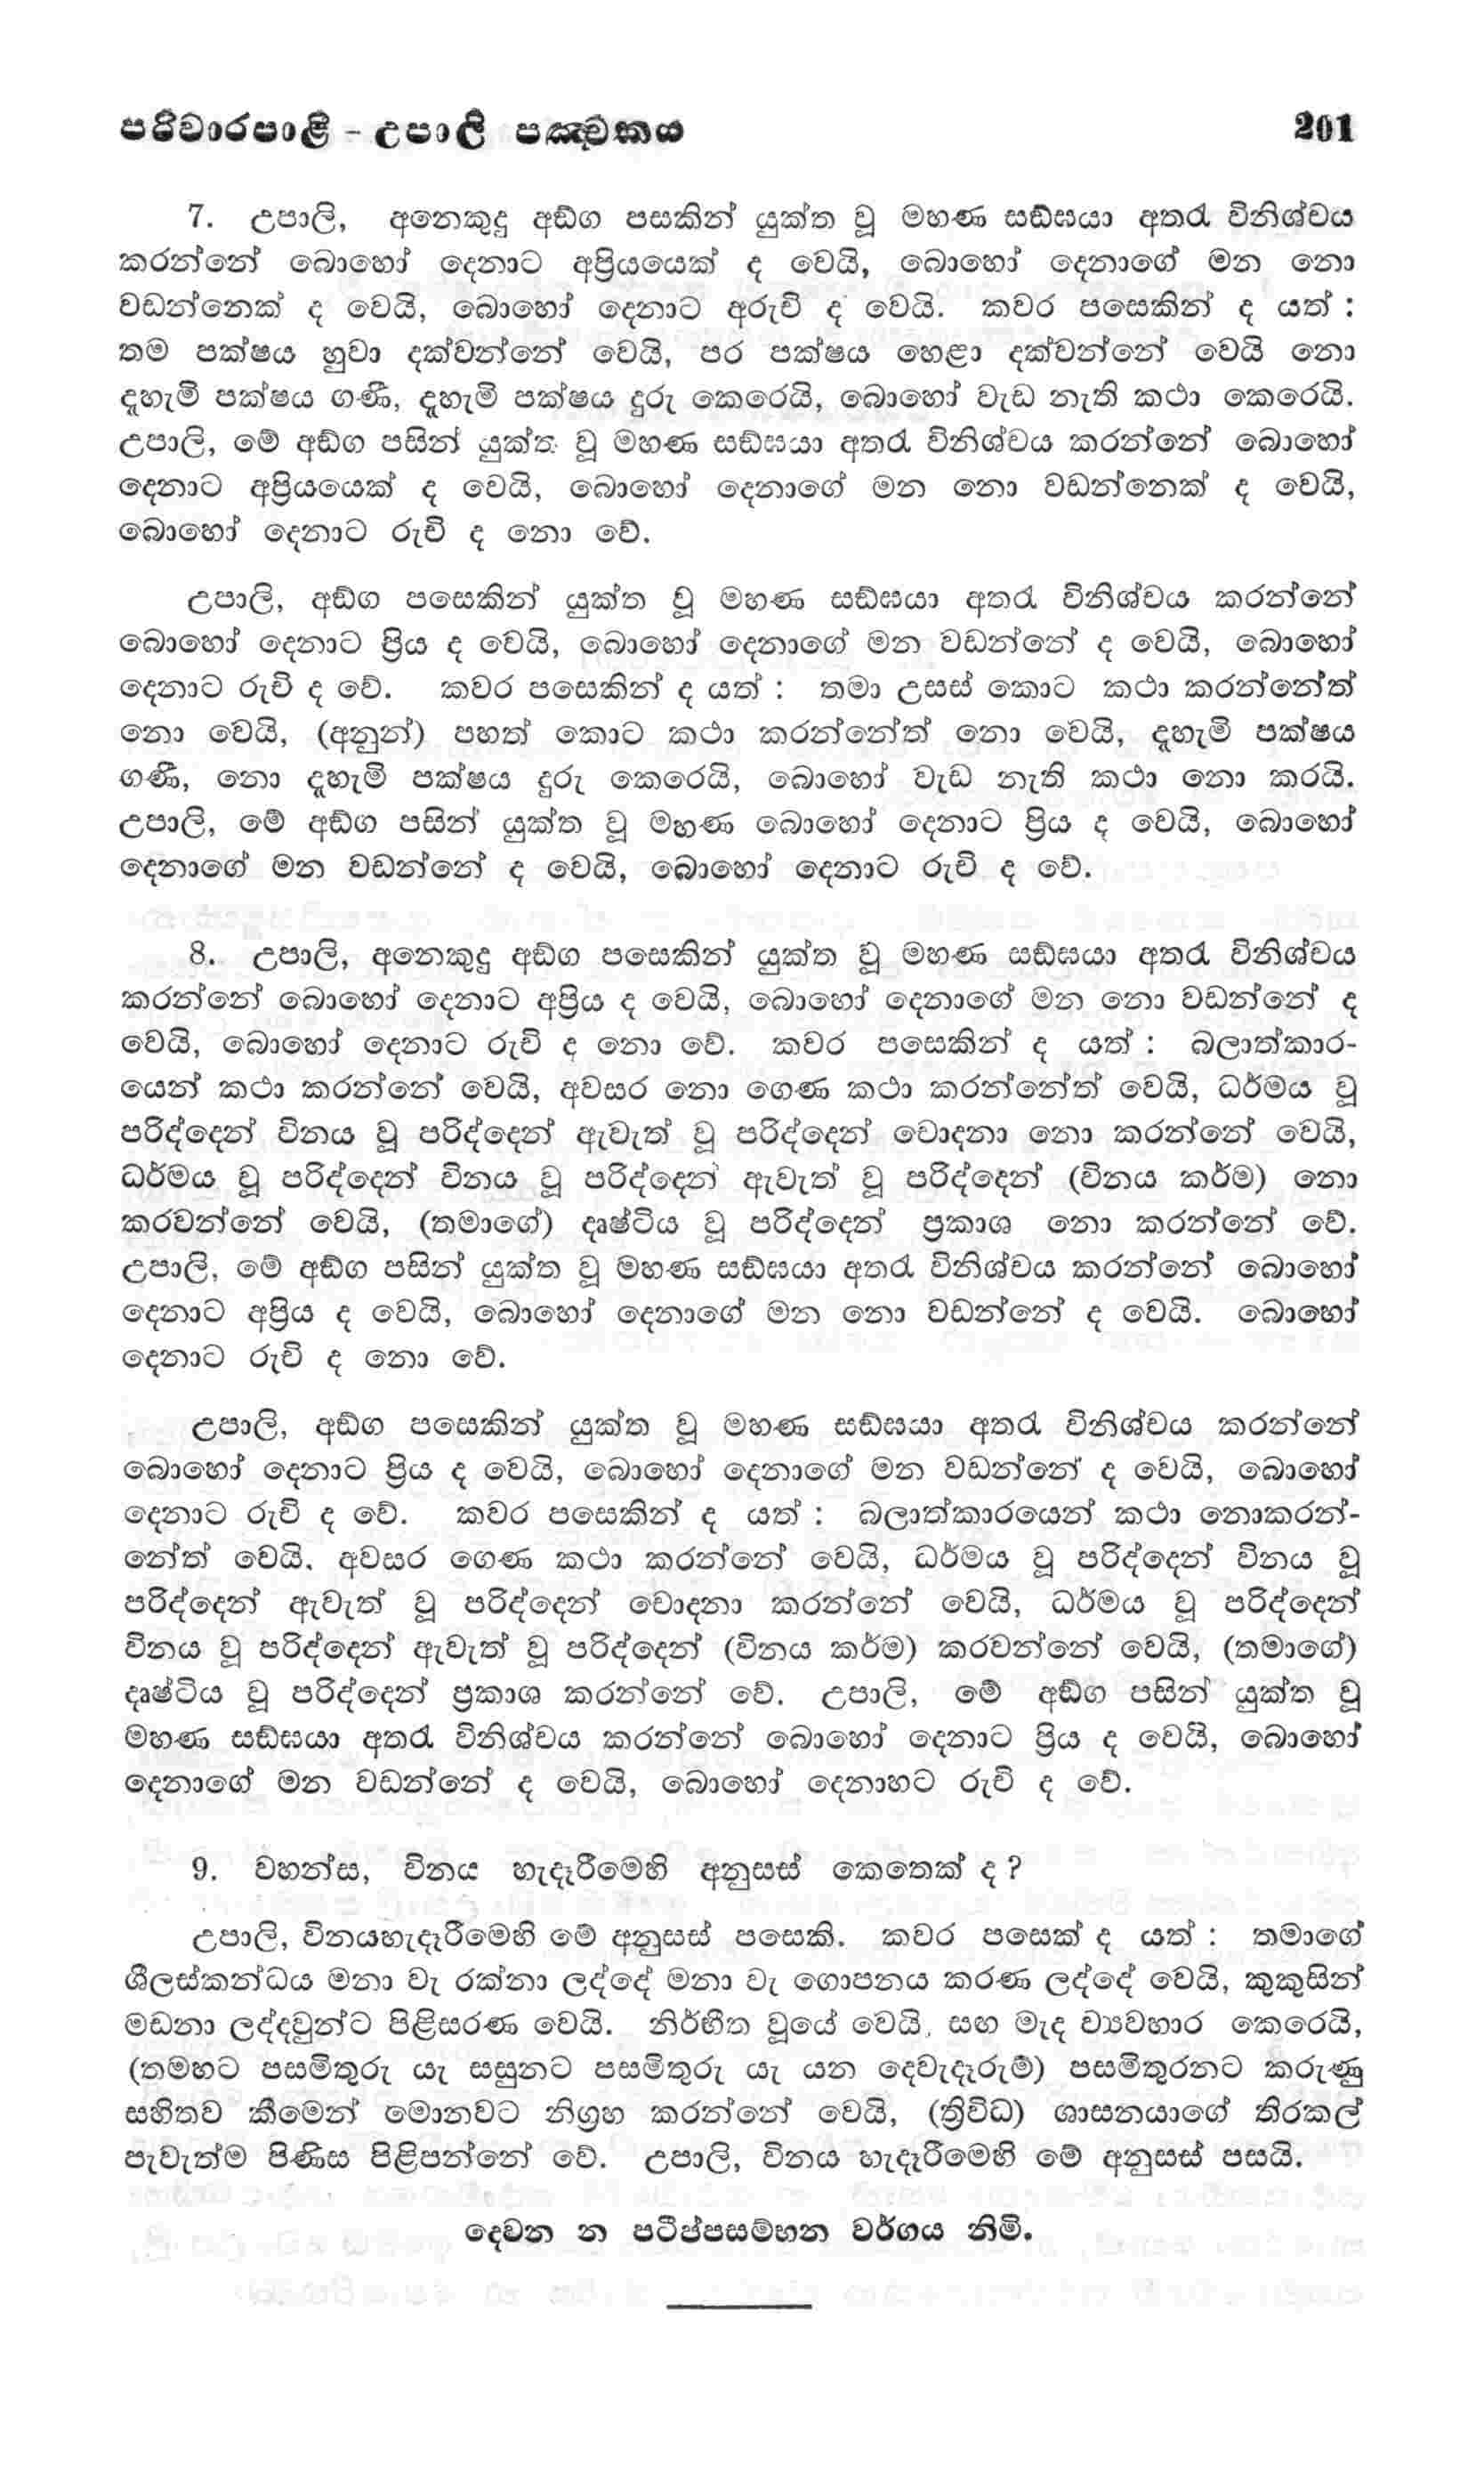 පරිවාරපාළි - උපාලි පඤ්චකය 201
7. උපාලි, අනෙකුදු අඞ්ග පසකින් යුක්ත වූ මහණ සඞ්ඝයා අතරැ විනිශ්චය
කරන්නේ බොහෝ දෙනාට අප්‍රියයෙක් ද වෙයි, බොහෝ දෙනාගේ මන නො
වඩන්නෙක් ද වෙයි, බොහෝ දෙනාට අරුචි ද වෙයි. කවර පසෙකින් ද යත් :
තම පක්ෂය හුවා දක්වන්නේ වෙයි, පර පක්ෂය හෙළා දක්වන්නේ වෙයි නො
දැහැමි පක්ෂය ගණී, දැහැමි පක්ෂය දුරු කෙරෙයි, බොහෝ වැඩ නැති කථා කෙරෙයි.
උපාලි, මේ අඞ්ග පසින් යුක්ත වූ මහණ සඞ්ඝයා අතරැ විනිශ්චය කරන්නේ බොහෝ
දෙනාට අප්‍රියයෙක් ද වෙයි, බොහෝ දෙනාගේ මන නො වඩන්නෙක් ද වෙයි,
බොහෝ දෙනාට රුචි ද නො වේ.
උපාලි, අඞ්ග පසෙකින් යුක්ත වූ මහණ සඞ්ඝයා අතරැ විනිශ්චය කරන්නේ
බොහෝ දෙනාට ප්‍රිය ද වෙයි, බොහෝ දෙනාගේ මන වඩන්නේ ද වෙයි, බොහෝ
දෙනාට රුචි ද වේ. කවර පසෙකින් ද යත් : තමා උසස් කොට කථා කරන්නේත්
නො වෙයි, (අනුන්) පහත් කොට කථා කරන්නේත් නො වෙයි, දැහැමි පක්ෂය
ගණී, නො දැහැමි පක්ෂය දුරු කෙරෙයි, බොහෝ වැඩ නැති කථා නො කරයි.
උපාලි, මේ අඞ්ග පසින් යුක්ත වූ මහණ බොහෝ දෙනාට ප්‍රිය ද වෙයි, බොහෝ
දෙනාගේ මන වඩන්නේ ද වෙයි, බොහෝ දෙනාට රුචි ද වේ.
8. උපාලි, අනෙකුදු අඞ්ග පසෙකින් යුක්ත වූ මහණ සඞ්ඝයා අතරැ විනිශ්චය
කරන්නේ බොහෝ දෙනාට අප්‍රිය ද වෙයි, බොහෝ දෙනාගේ මන නො වඩන්නේ ද
වෙයි, බොහෝ දෙනාට රුචි ද නො වේ. කවර පසෙකින් ද යත් : බලාත්කාර-
යෙන් කථා කරන්නේ වෙයි, අවසර නො ගෙණ කථා කරන්නේත් වෙයි, ධර්මය වූ
පරිද්දෙන් විනය වූ පරිද්දෙන් ඇවැත් වූ පරිද්දෙන් චොදනා නො කරන්නේ වෙයි,
ධර්මය වූ පරිද්දෙන් විනය වූ පරිද්දෙන් ඇවැත් වූ පරිද්දෙන් (විනය කර්ම) නො
කරවන්නේ වෙයි, (තමාගේ) දෘෂ්ටිය වූ පරිද්දෙන් ප්‍රකාශ නො කරන්නේ වේ.
උපාලි, මේ අඞ්ග පසින් යුක්ත වූ මහණ සඞ්ඝයා අතරැ විනිශ්චය කරන්නේ බොහෝ
දෙනාට අප්‍රිය ද වෙයි, බොහෝ දෙනාගේ මන නො වඩන්නේ ද වෙයි. බොහෝ
දෙනාට රුචි ද නො වේ.
උපාලි, අඞ්ග පසෙකින් යුක්ත වූ මහණ සඞ්ඝයා අතරැ විනිශ්චය කරන්නේ
බොහෝ දෙනාට ප්‍රිය ද වෙයි, බොහෝ දෙනාගේ මන වඩන්නේ ද වෙයි, බොහෝ
දෙනාට රුචි ද වේ. කවර පසෙකින් ද යත් : බලාත්කාරයෙන් කථා නොකරන්-
නේත් වෙයි. අවසර ගෙණ කථා කරන්නේ වෙයි, ධර්මය වූ පරිද්දෙන් විනය වූ
පරිද්දෙන් ඇවැත් වූ පරිද්දෙන් චොදනා කරන්නේ වෙයි, ධර්මය වූ පරිද්දෙන්
විනය වූ පරිද්දෙන් ඇවැත් වූ පරිද්දෙන් (විනය කර්ම) කරවන්නේ වෙයි, (තමාගේ)
දෘෂ්ටිය වූ පරිද්දෙන් ප්‍රකාශ කරන්නේ වේ. උපාලි, මේ අඞ්ග පසින් යුක්ත වූ
මහණ සඞ්ඝයා අතරැ විනිශ්චය කරන්නේ බොහෝ දෙනාට ප්‍රිය ද වෙයි, බොහෝ
දෙනාගේ මන වඩන්නේ ද වෙයි, බොහෝ දෙනාහට රුචි ද වේ.
9. වහන්ස, විනය හැදෑරීමෙහි අනුසස් කෙතෙක් ද ?
උපාලි, විනයහැදෑරීමෙහි මේ අනුසස් පසෙකි. කවර පසෙක් ද යත් : තමාගේ
ශීලස්කන්ධය මනා වැ රක්නා ලද්දේ මනා වැ ගොපනය කරණ ලද්දේ වෙයි, කුකුසින්
මඩනා ලද්දවුන්ට පිළිසරණ වෙයි. නිර්භීත වූයේ වෙයි, සඟ මැද ව්‍යවහාර කෙරෙයි,
(තමහට පසමිතුරු යැ සසුනට පසමිතුරු යැ යන දෙවැදෑරුම්) පසමිතුරනට කරුණු
සහිතව කීමෙන් මොනවට නිග්‍රහ කරන්නේ වෙයි, (ත්‍රිවිධ) ශාසනයාගේ තිරකල්
පැවැත්ම පිණිස පිළිපන්නේ වේ. උපාලි, විනය හැදෑරීමෙහි මේ අනුසස් පසයි.
දෙවන න පටිප්පසම්භන වර්ගය නිමි.